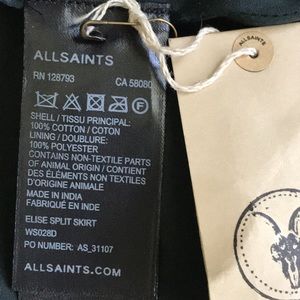 ALLSAINTS
RN 128793 CA 58080
SHELL / TISSU PRINCIPAL:
100% COTTON / COTON
LINING / DOUBLURE:
100% POLYESTER
CONTAINS NON-TEXTILE PARTS
OF ANIMAL ORIGIN / CONTIENT
DES ÉLÉMENTS NON TEXTILES
D'ORIGINE ANIMALE
MADE IN INDIA
FABRIQUÉ EN INDE
ELISE SPLIT SKIRT
WS028D
PO NUMBER: AS_31107
ALLSAINTS.COM